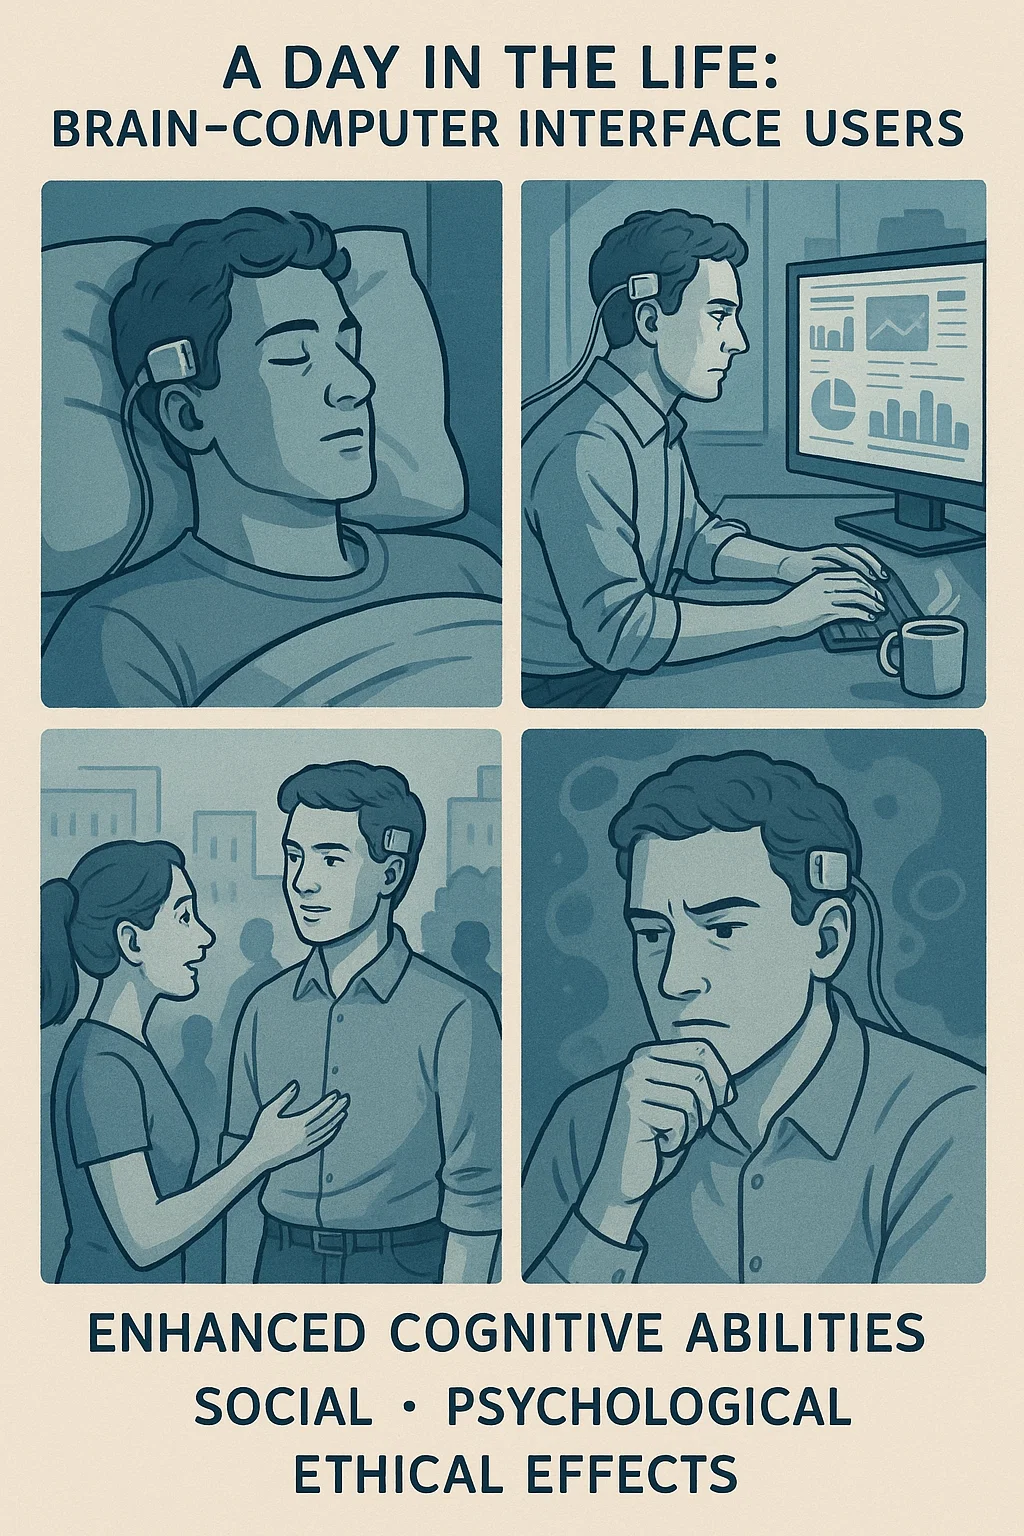 A DAY IN THE LIFE:
BRAIN-COMPUTER INTERFACE USERS
ENHANCED COGNITIVE ABILITIES
SOCIAL • PSYCHOLOGICAL
ETHICAL EFFECTS